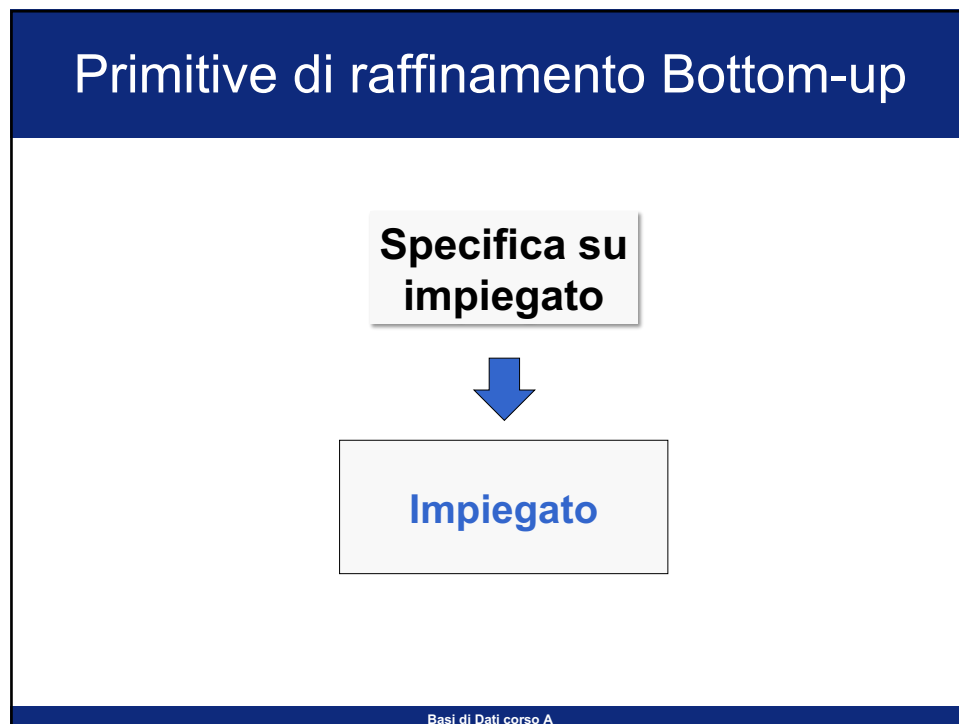 Primitive di raffinamento Bottom-up
Specifica su
impiegato
Impiegato
Basi di Dati corso A